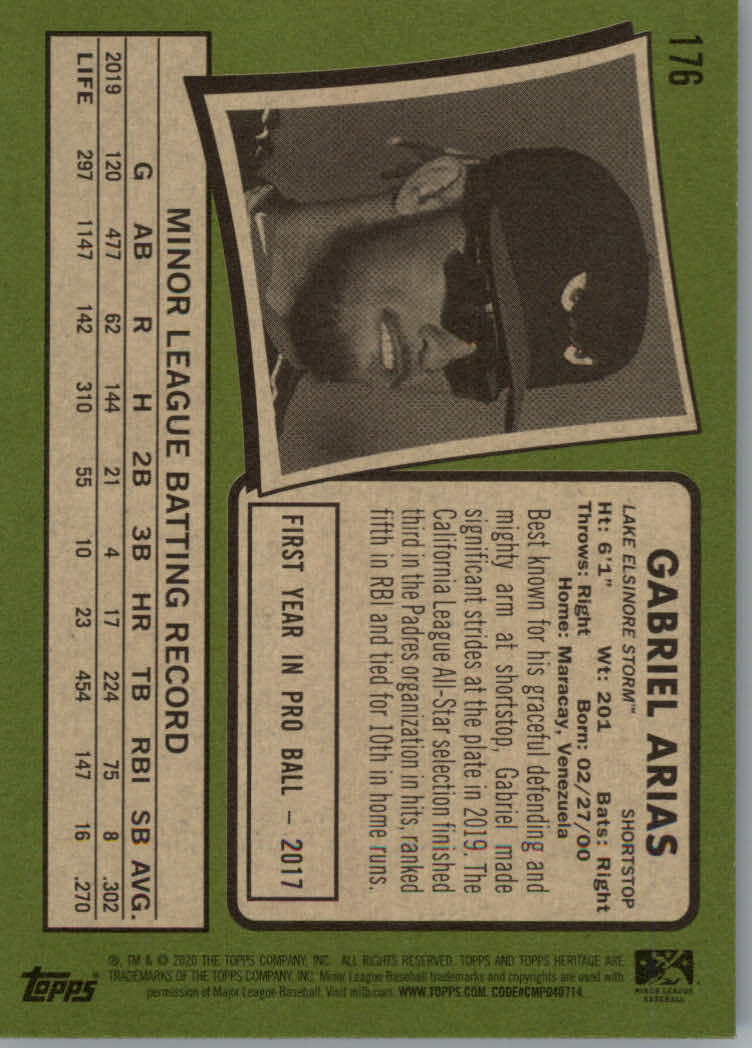 176
GABRIEL ARIAS
LAKE ELSINORE STORM™ SHORTSTOP
Ht: 6'1" Wt: 201 Bats: Right
Throws: Right Born: 02/27/00
Home: Maracay, Venezuela
Best known for his graceful defending and
mighty arm at shortstop, Gabriel made
significant strides at the plate in 2019. The
California League All-Star selection finished
third in the Padres organization in hits, ranked
fifth in RBI and tied for 10th in home runs.
FIRST YEAR IN PRO BALL – 2017
MINOR LEAGUE BATTING RECORD
G AB R H 2B 3B HR TB RBI SB AVG.
2019 120 477 62 144 21 4 17 224 75 8 .302
LIFE 297 1147 142 310 55 10 23 454 147 16 .270
MINOR LEAGUE
BASEBALL
®, TM & © 2020 THE TOPPS COMPANY, INC. ALL RIGHTS RESERVED. TOPPS AND TOPPS HERITAGE ARE
TRADEMARKS OF THE TOPPS COMPANY, INC. Minor League Baseball trademarks and copyrights are used with
permission of Major League Baseball. Visit milb.com. WWW.TOPPS.COM. CODE#CMP040714.
topps®